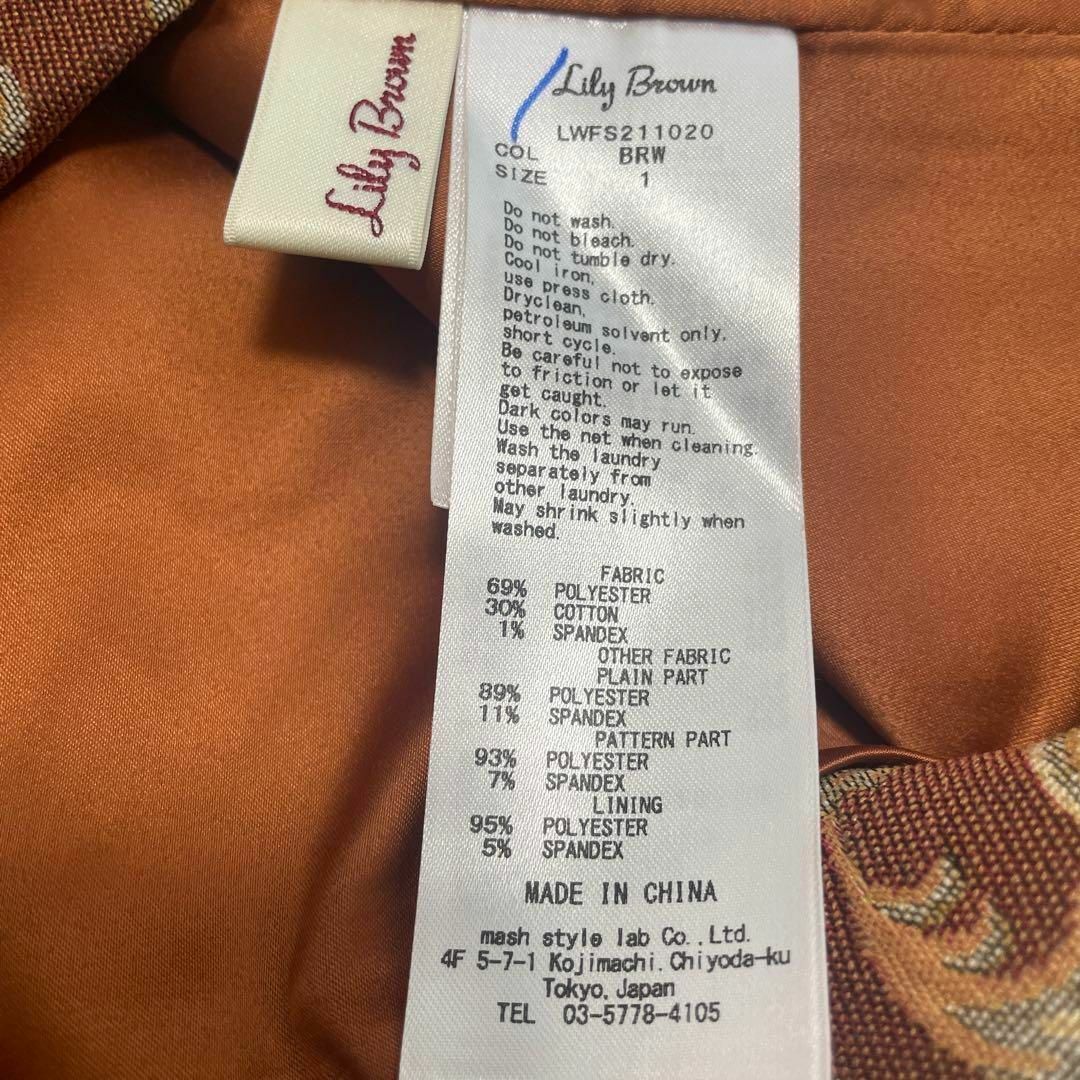 Lily Brown
Lily Brown
LWFS211020
COL BRW
SIZE 1
Do not wash.
Do not bleach.
Do not tumble dry.
Cool iron,
use press cloth.
Dryclean,
petroleum solvent only,
short cycle.
Be careful not to expose
to friction or let it
get caught.
Dark colors may run.
Use the net when cleaning.
Wash the laundry
separately from
other laundry.
May shrink slightly when
washed.
FABRIC
69% POLYESTER
30% COTTON
1% SPANDEX
OTHER FABRIC
PLAIN PART
89% POLYESTER
11% SPANDEX
PATTERN PART
93% POLYESTER
7% SPANDEX
LINING
95% POLYESTER
5% SPANDEX
MADE IN CHINA
mash style lab Co.,Ltd.
4F 5-7-1 Kojimachi.Chiyoda-ku
Tokyo.Japan
TEL 03-5778-4105